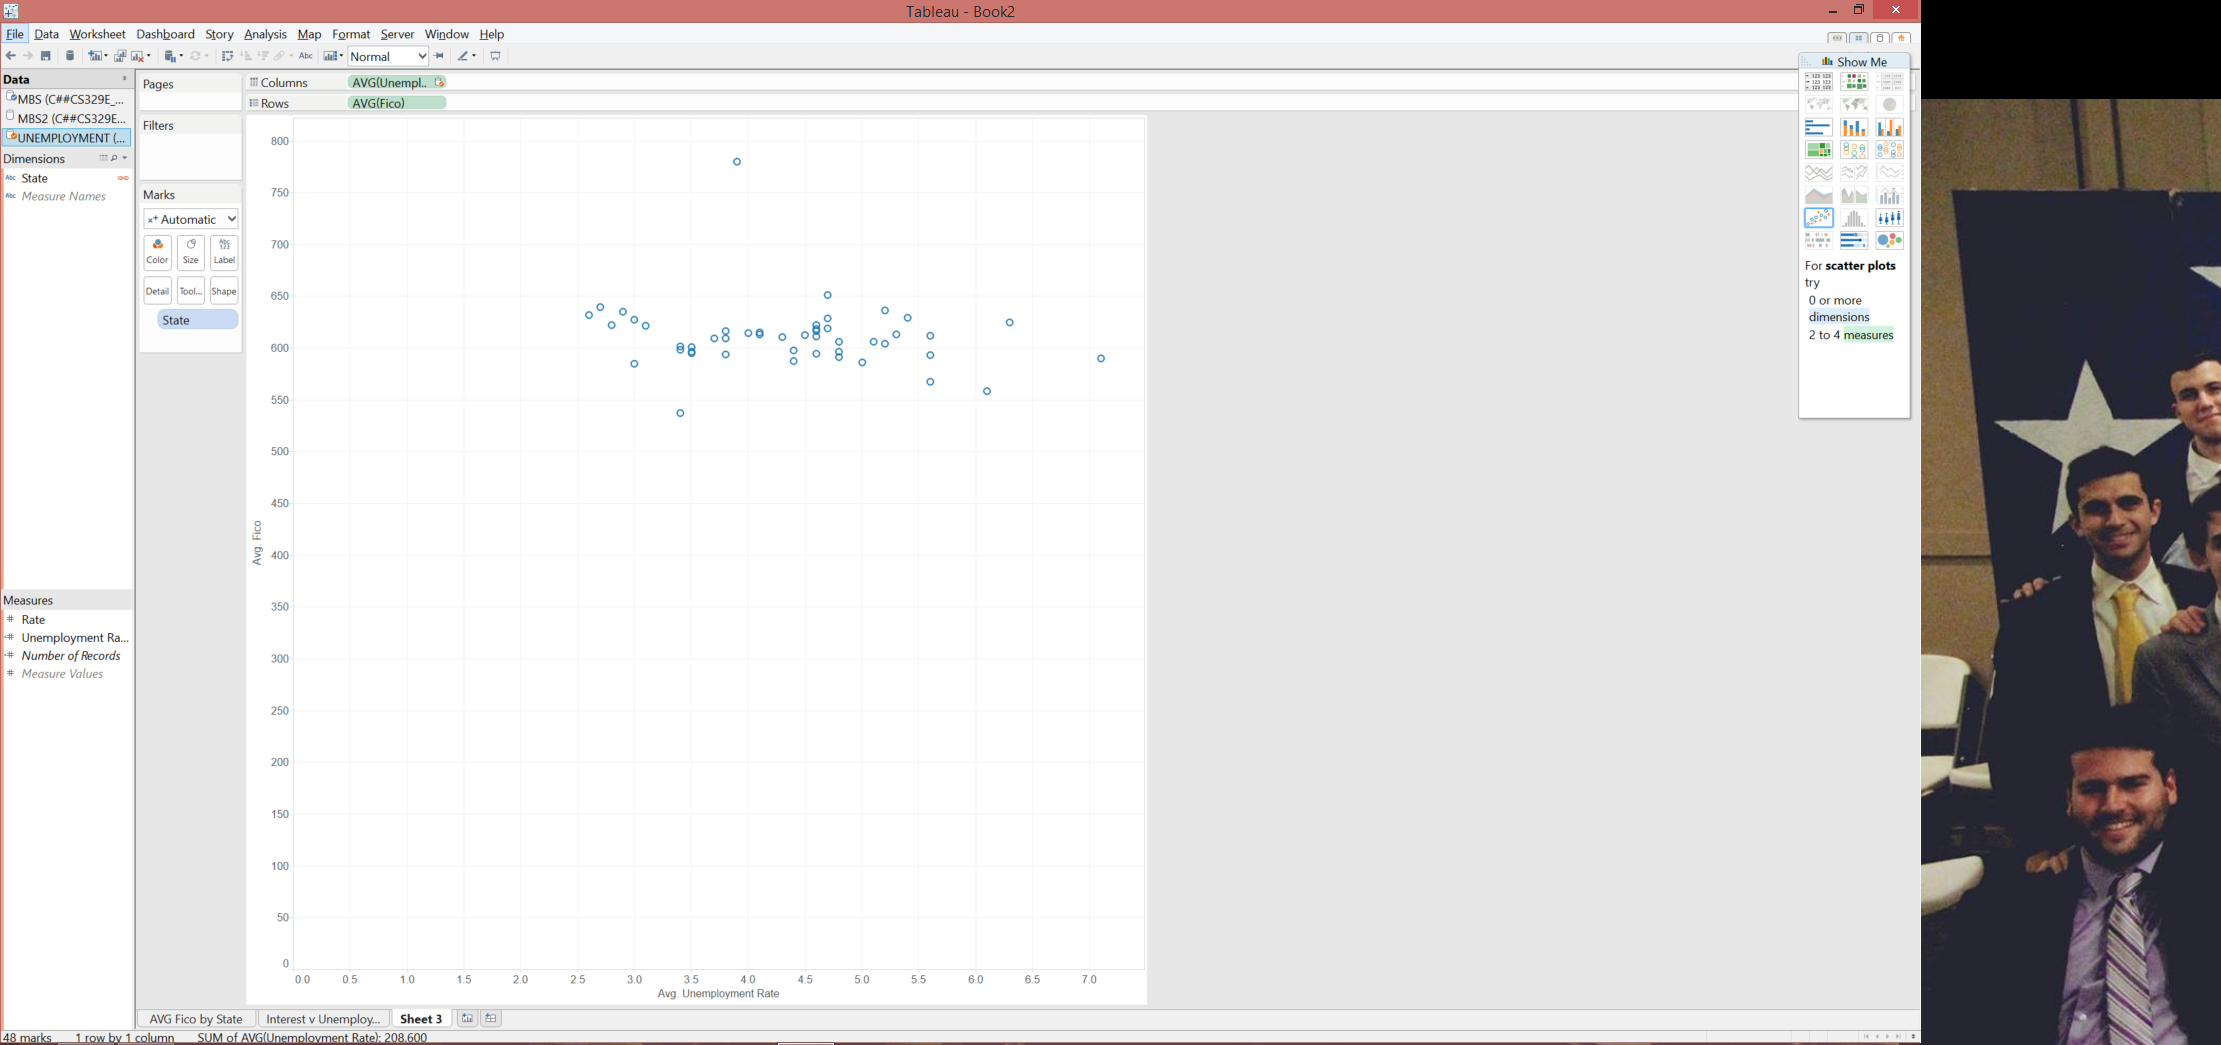 Tableau - Book2
File Data Worksheet Dashboard Story Analysis Map Format Server Window Help
Abc Normal
Data
MBS (C##CS329E_...
MBS2 (C##CS329E...
UNEMPLOYMENT (...
Dimensions
Abc State
Abc Measure Names
Measures
# Rate
# Unemployment Ra...
# Number of Records
# Measure Values
Pages
Filters
Marks
Automatic
Abc
123
Color Size Label
Detail Tool... Shape
State
Columns AVG(Unempl..
Rows AVG(Fico)
800
750
700
650
600
550
500
450
400
350
300
250
200
150
100
50
0
Avg. Fico
0.0 0.5 1.0 1.5 2.0 2.5 3.0 3.5 4.0 4.5 5.0 5.5 6.0 6.5 7.0
Avg. Unemployment Rate
Show Me
For scatter plots
try
0 or more
dimensions
2 to 4 measures
AVG Fico by State Interest v Unemploy... Sheet 3
48 marks 1 row by 1 column SUM of AVG(Unemployment Rate): 208.600